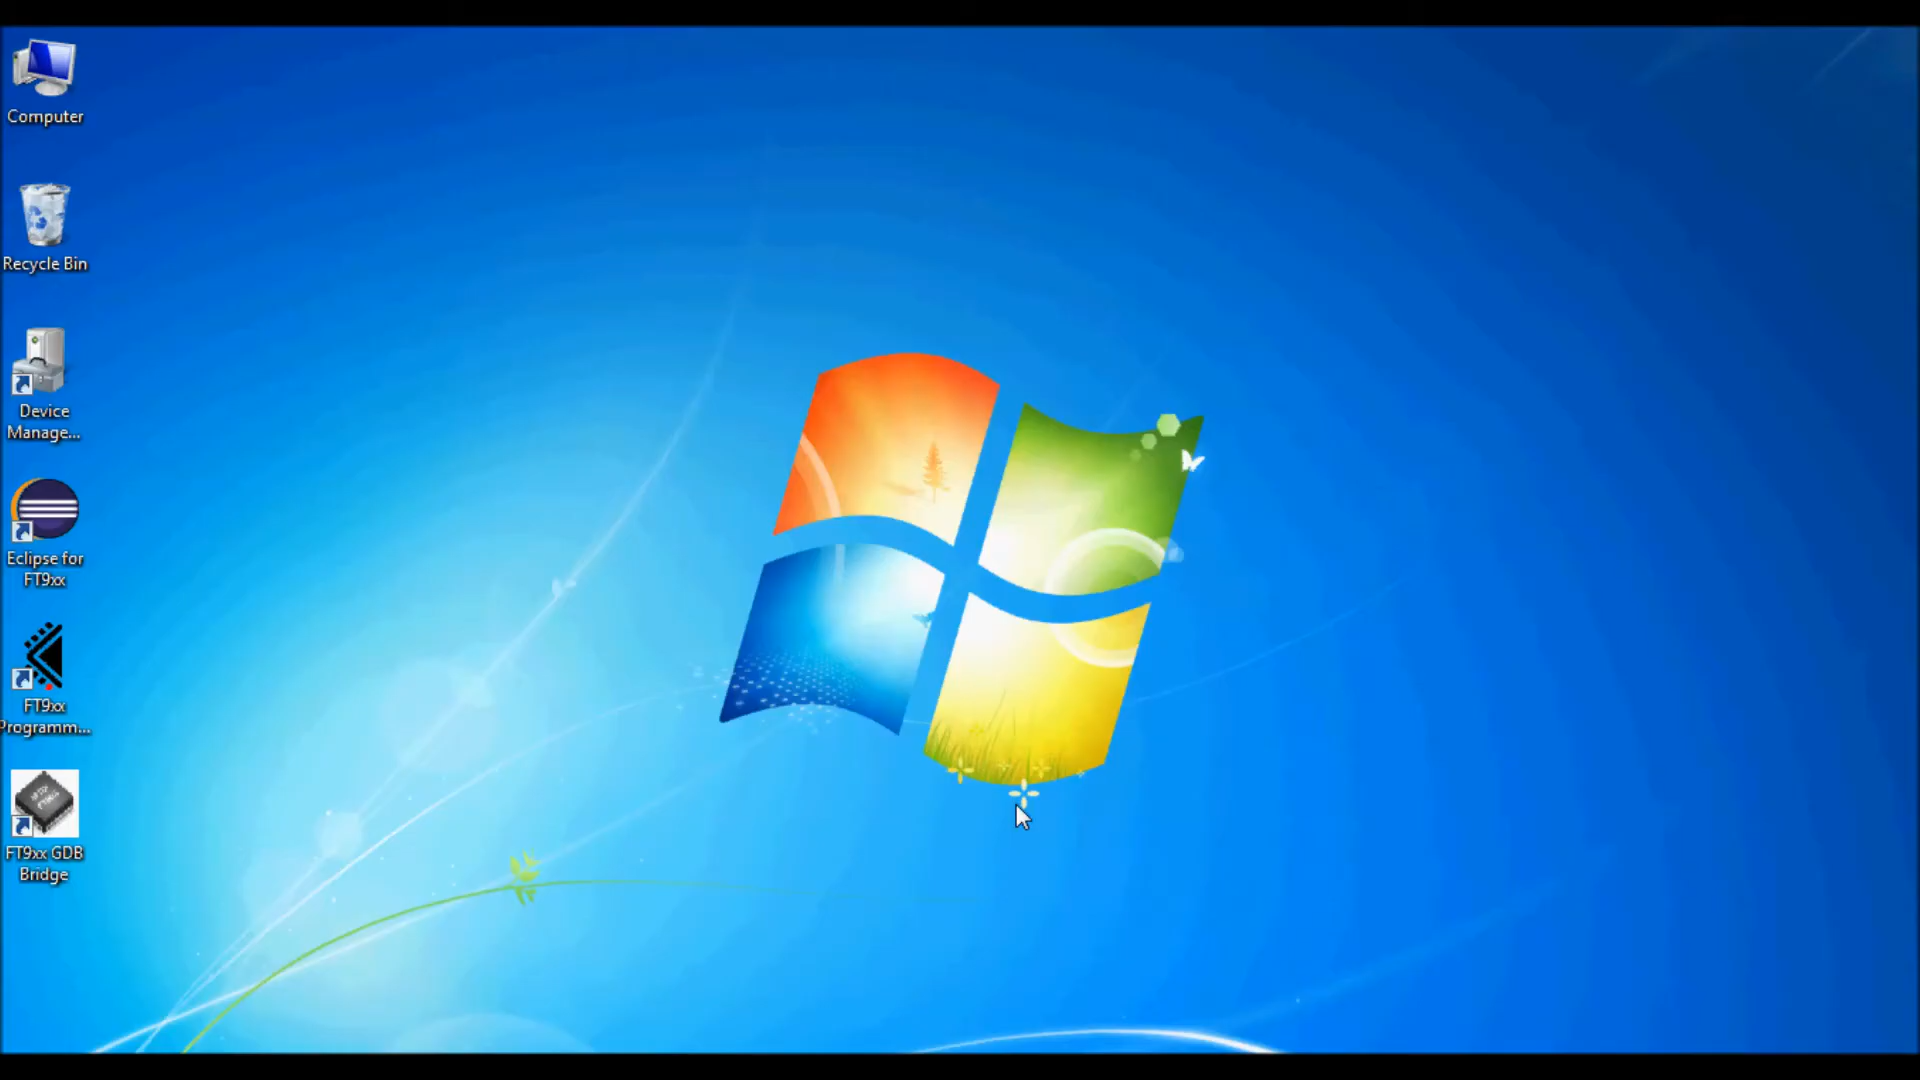 Computer
Recycle Bin
Device
Manage...
Eclipse for
FT9xx
FT9xx
Programm...
FT9xx GDB
Bridge